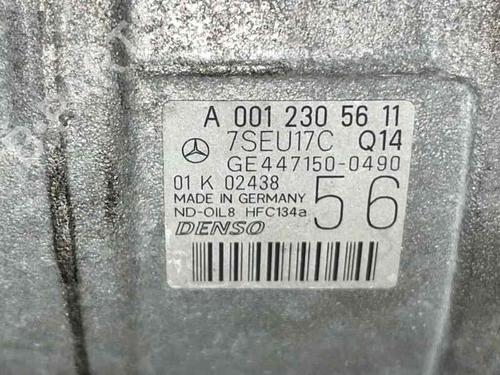 A 001 230 56 11
7SEU17C Q14
GE447150-0490
01 K 02438
MADE IN GERMANY
ND-OIL8 HFC134a
56
DENSO